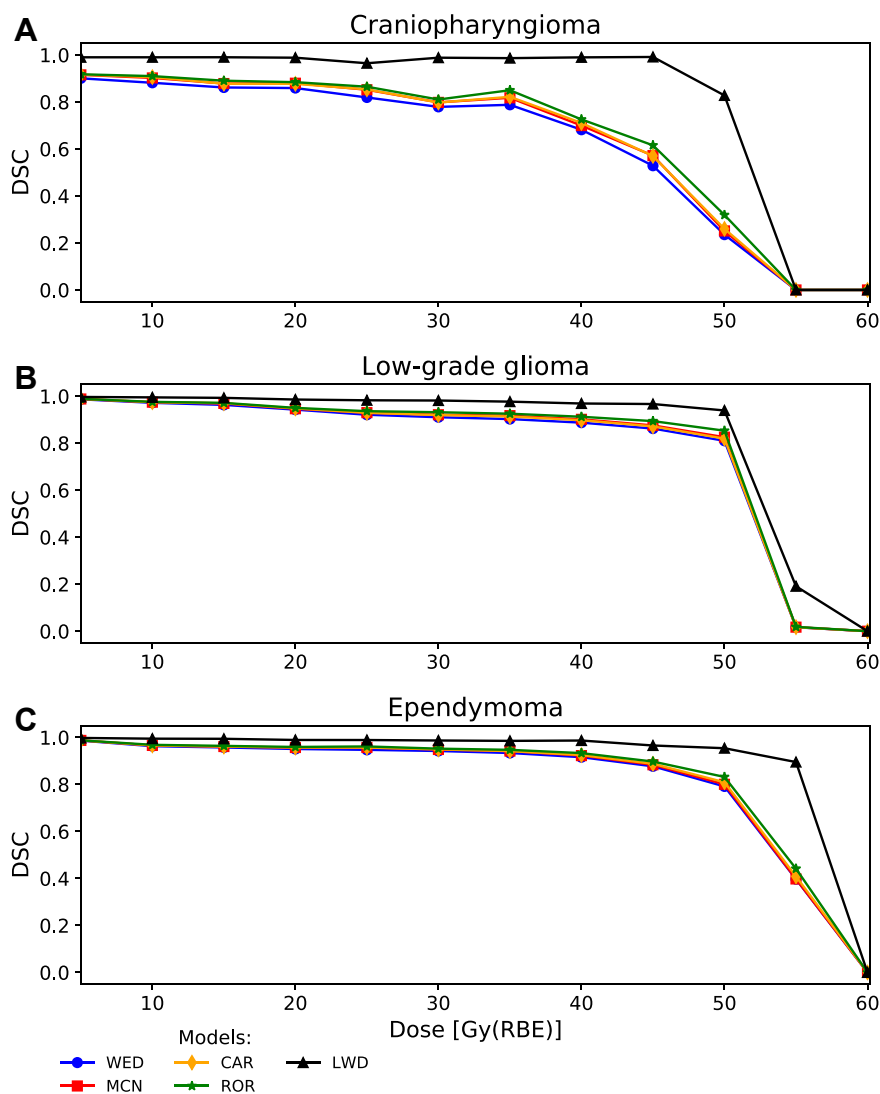 A
Craniopharyngioma
DSC
1.0
0.8
0.6
0.4
0.2
0.0
10 20 30 40 50 60
B
Low-grade glioma
DSC
1.0
0.8
0.6
0.4
0.2
0.0
10 20 30 40 50 60
C
Ependymoma
DSC
1.0
0.8
0.6
0.4
0.2
0.0
10 20 30 40 50 60
Dose [Gy(RBE)]
Models:
WED CAR LWD
MCN ROR